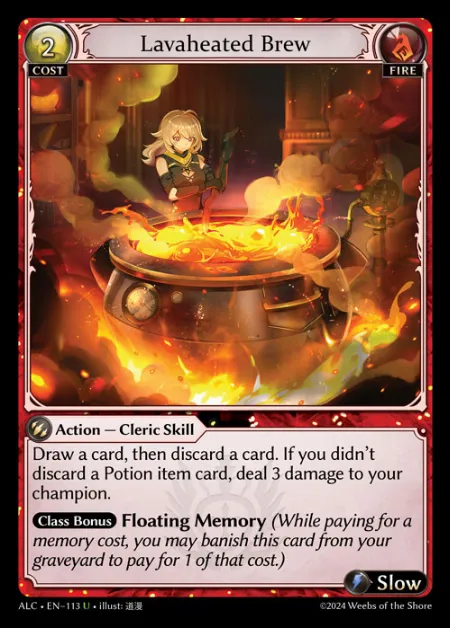 2
Lavaheated Brew
COST
FIRE
Action — Cleric Skill
Draw a card, then discard a card. If you didn't
discard a Potion item card, deal 3 damage to your
champion.
Class Bonus Floating Memory (While paying for a
memory cost, you may banish this card from your
graveyard to pay for 1 of that cost.)
Slow
ALC • EN–113 U • illust: 道漫
©2024 Weebs of the Shore